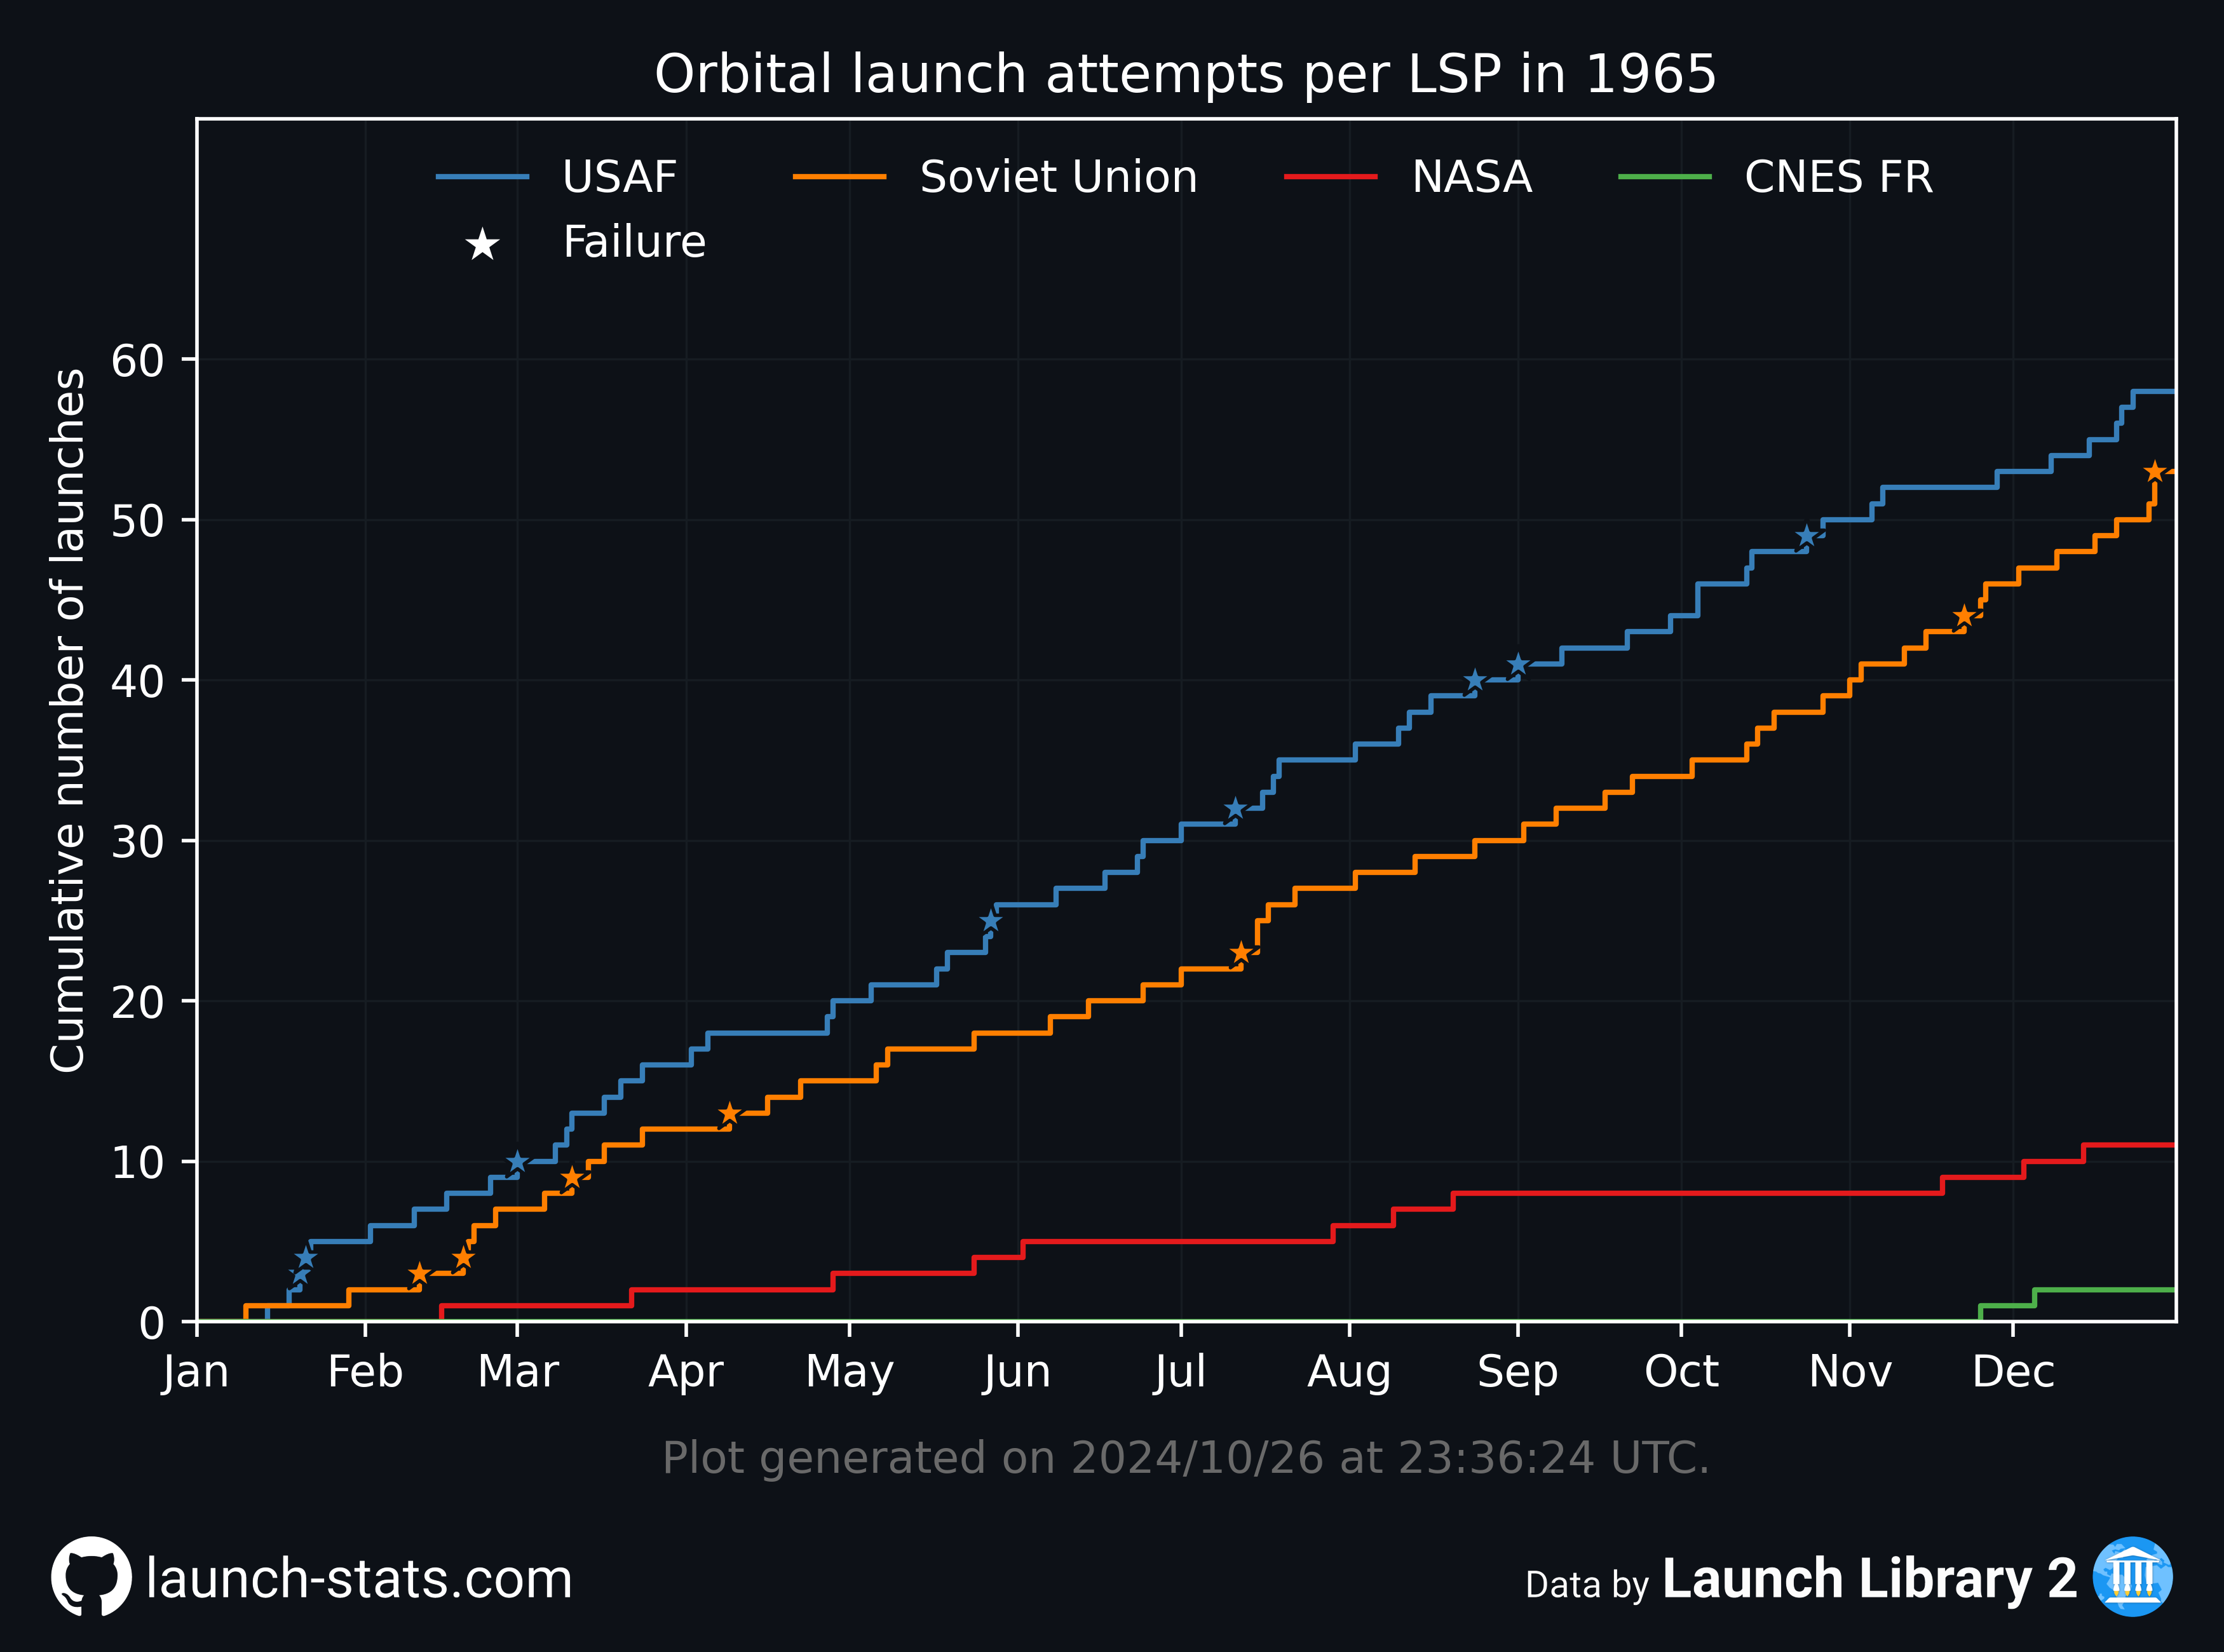 Orbital launch attempts per LSP in 1965
USAF
Soviet Union
NASA
CNES FR
Failure
Cumulative number of launches
60
50
40
30
20
10
0
Jan Feb Mar Apr May Jun Jul Aug Sep Oct Nov Dec
Plot generated on 2024/10/26 at 23:36:24 UTC.
launch-stats.com
Data by Launch Library 2